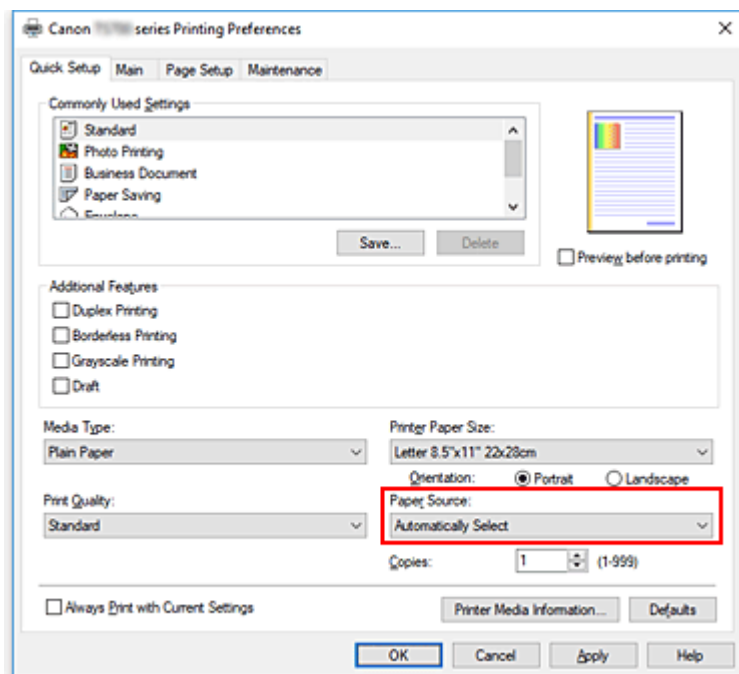 Canon series Printing Preferences
Quick Setup Main Page Setup Maintenance
Commonly Used Settings
Standard
Photo Printing
Business Document
Paper Saving
Save... Delete
Preview before printing
Additional Features
Duplex Printing
Borderless Printing
Grayscale Printing
Draft
Media Type: Printer Paper Size:
Plain Paper Letter 8.5"x11" 22x28cm
Orientation: Portrait Landscape
Print Quality: Paper Source:
Standard Automatically Select
Copies: 1 (1-999)
Always Print with Current Settings Printer Media Information... Defaults
OK Cancel Apply Help